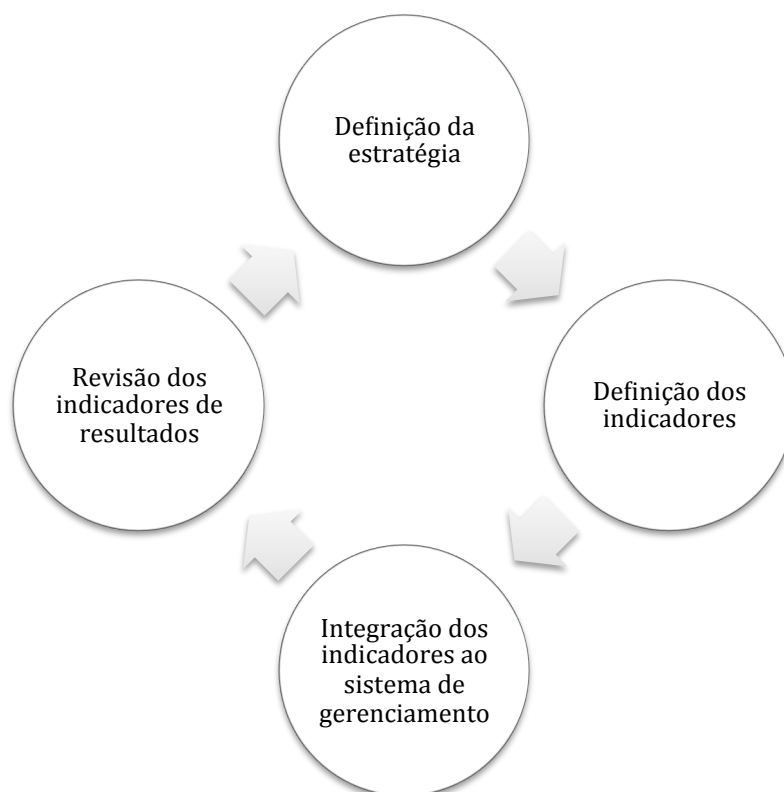 Definição da
estratégia
Definição dos
indicadores
Integração dos
indicadores ao
sistema de
gerenciamento
Revisão dos
indicadores de
resultados